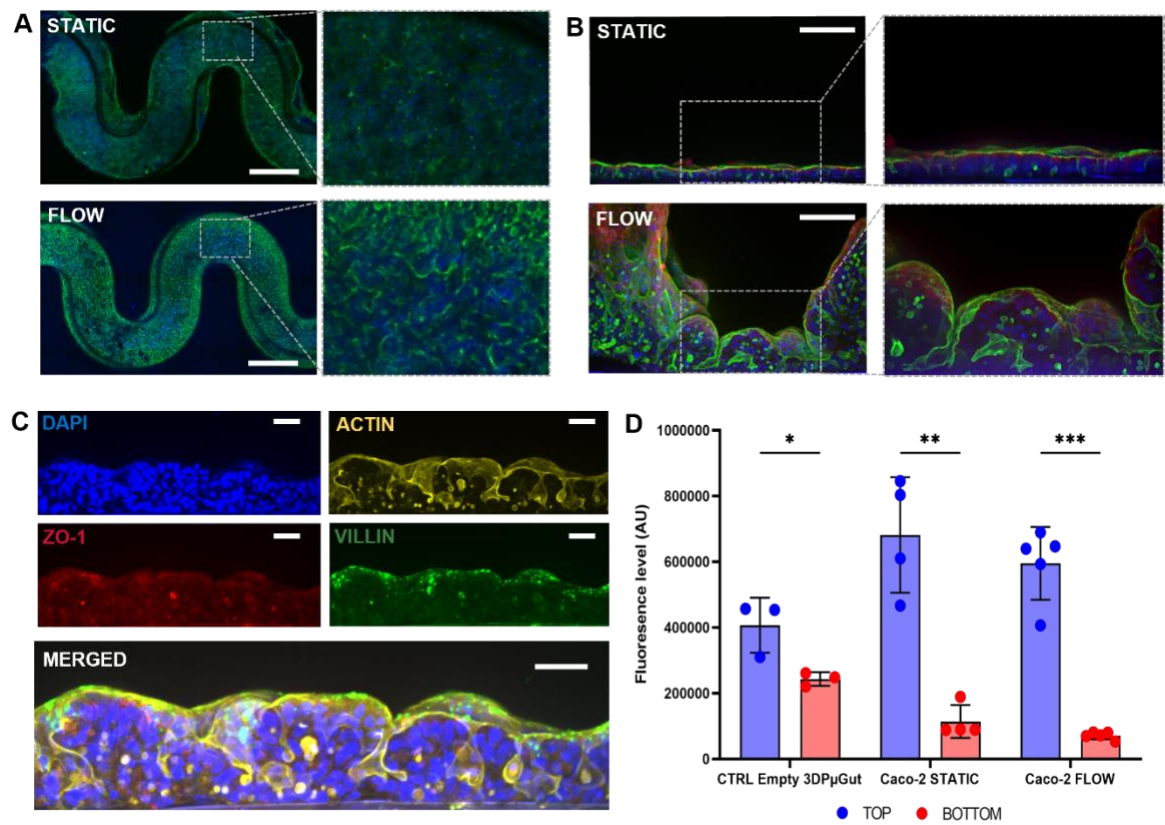 A
STATIC
FLOW
B
STATIC
FLOW
C
DAPI
ACTIN
ZO-1
VILLIN
MERGED
D
1000000
800000
600000
400000
200000
0
Fluorescence level (AU)
*
**
***
CTRL Empty 3DPµGut
Caco-2 STATIC
Caco-2 FLOW
TOP
BOTTOM